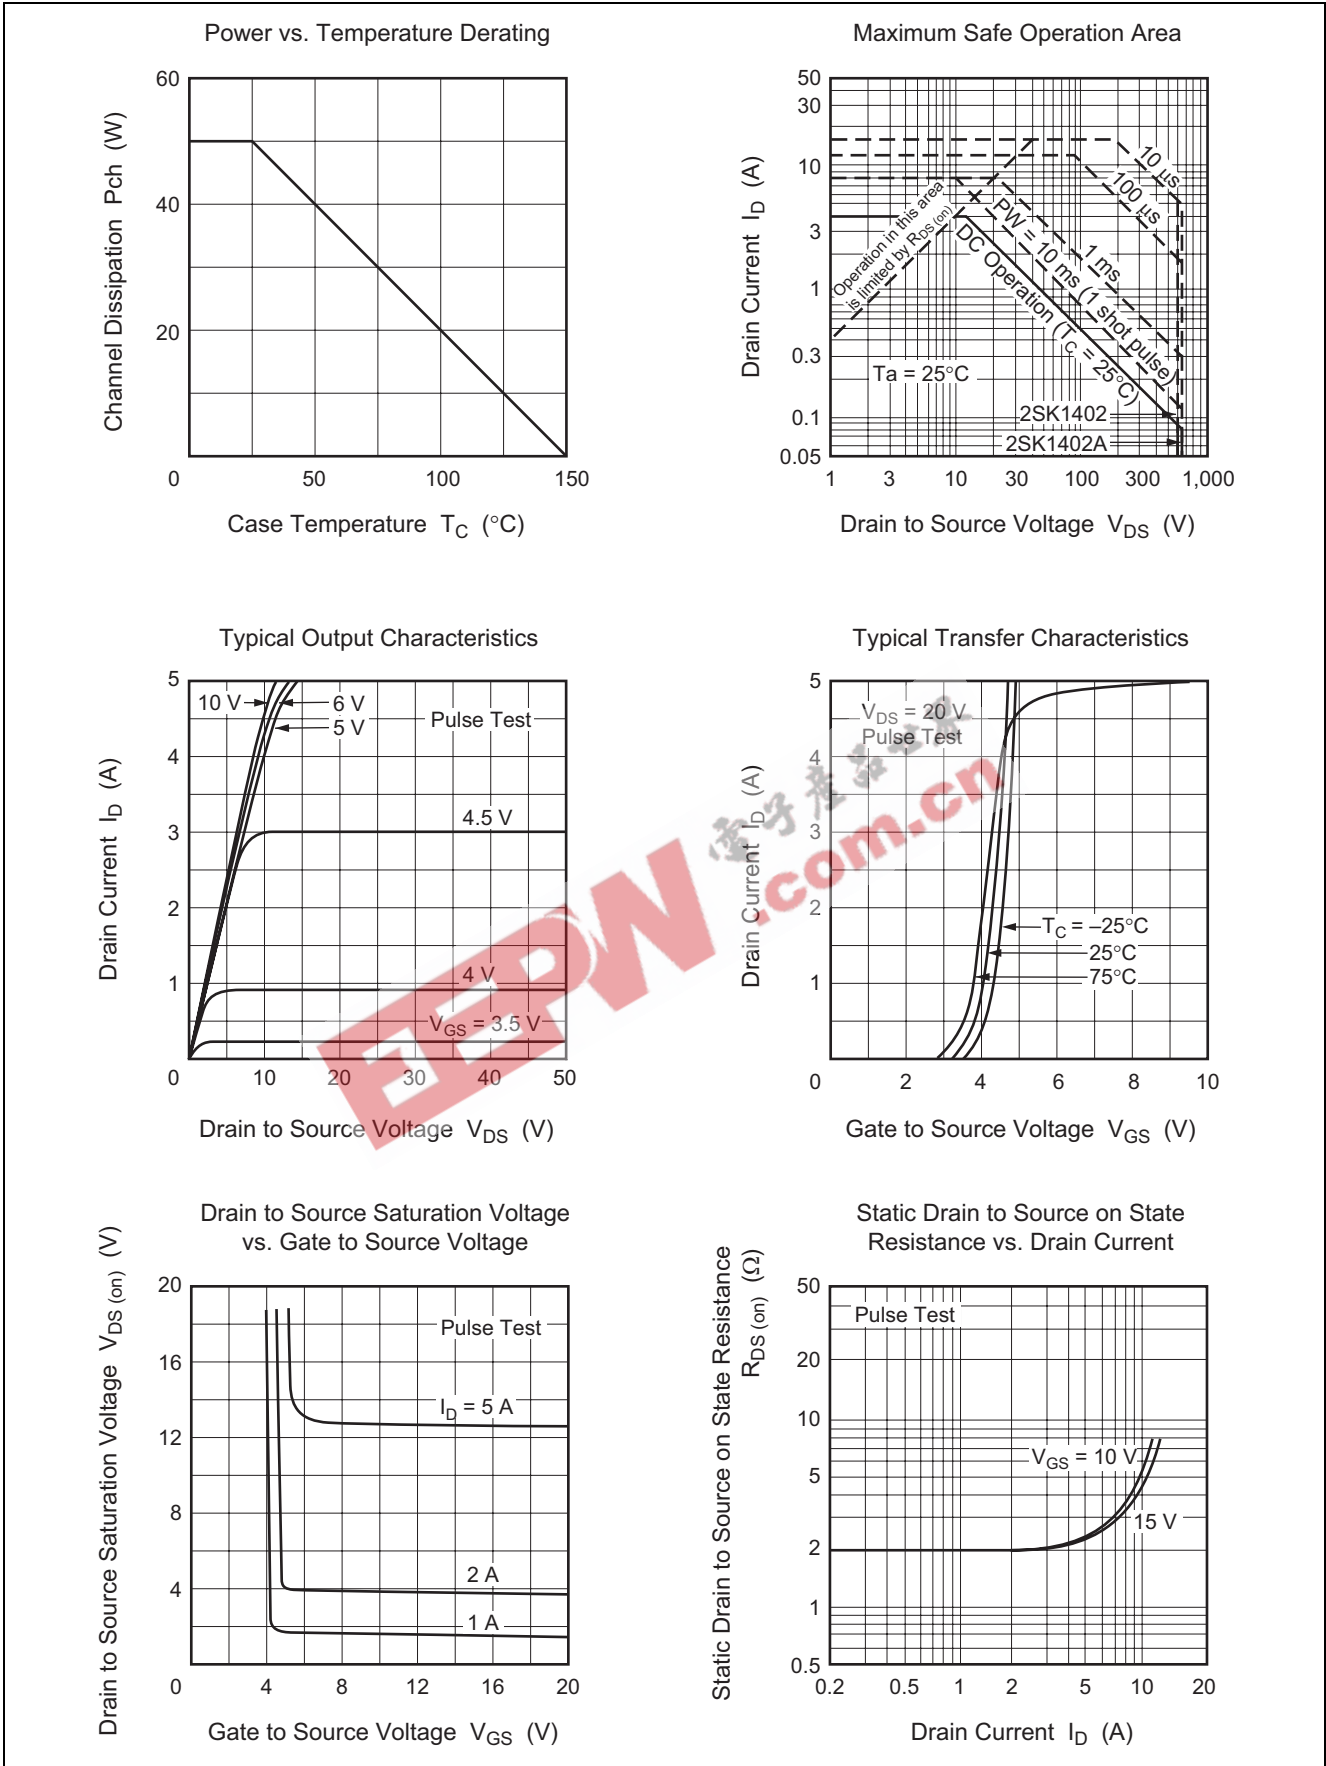 Power vs. Temperature Derating
60
40
20
0
50
100
150
Channel Dissipation Pch (W)
Case Temperature TC (°C)
Maximum Safe Operation Area
50
30
10
3
1
0.3
0.1
0.05
1
3
10
30
100
300
1,000
Drain Current ID (A)
Drain to Source Voltage VDS (V)
Operation in this area
is limited by RDS (on)
10 µs
100 µs
1 ms
PW = 10 ms (1 shot pulse)
DC Operation (TC = 25°C)
Ta = 25°C
2SK1402
2SK1402A
Typical Output Characteristics
5
4
3
2
1
0
10
20
30
40
50
Drain Current ID (A)
Drain to Source Voltage VDS (V)
10 V
6 V
5 V
Pulse Test
4.5 V
4 V
VGS = 3.5 V
Typical Transfer Characteristics
5
4
3
2
1
0
2
4
6
8
10
Drain Current ID (A)
Gate to Source Voltage VGS (V)
VDS = 20 V
Pulse Test
TC = –25°C
25°C
75°C
EEPW
.com.cn
電子產品世界
Drain to Source Saturation Voltage
vs. Gate to Source Voltage
20
16
12
8
4
0
4
8
12
16
20
Drain to Source Saturation Voltage VDS (on) (V)
Gate to Source Voltage VGS (V)
Pulse Test
ID = 5 A
2 A
1 A
Static Drain to Source on State
Resistance vs. Drain Current
50
20
10
5
2
1
0.5
0.2
0.5
1
2
5
10
20
Static Drain to Source on State Resistance
RDS (on) (Ω)
Drain Current ID (A)
Pulse Test
VGS = 10 V
15 V